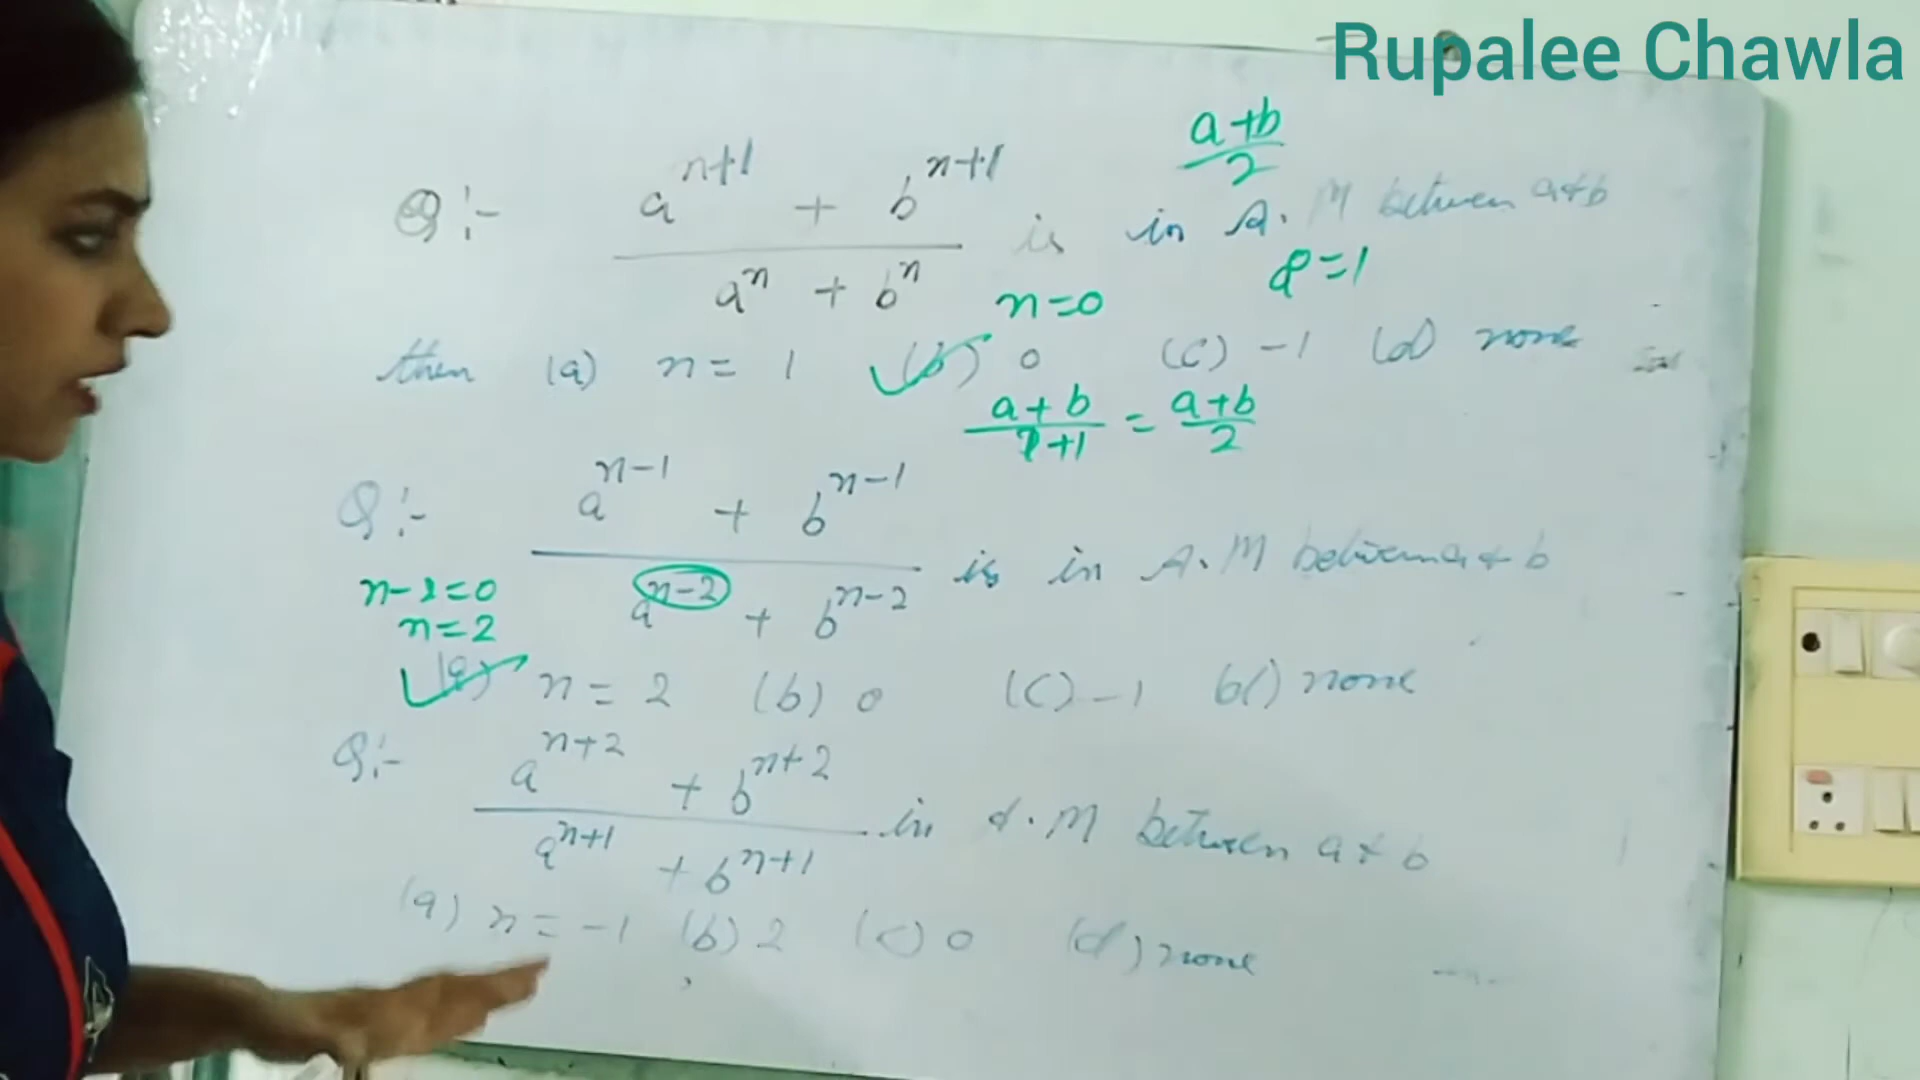 Rupalee Chawla
a+b
2
Q:- a^{n+1} + b^{n+1} is in A.M between a & b
a^n + b^n
n=0
a^0=1
then (a) n = 1 (b) 0 (c) -1 (d) none
a+b / 1+1 = a+b / 2
Q:- a^{n-1} + b^{n-1} is in A.M between a & b
a^{n-2} + b^{n-2}
n-2=0
n=2
(a) n = 2 (b) 0 (c) -1 (d) none
Q:- a^{n+2} + b^{n+2} in A.M between a & b
a^{n+1} + b^{n+1}
(a) n = -1 (b) 2 (c) 0 (d) none